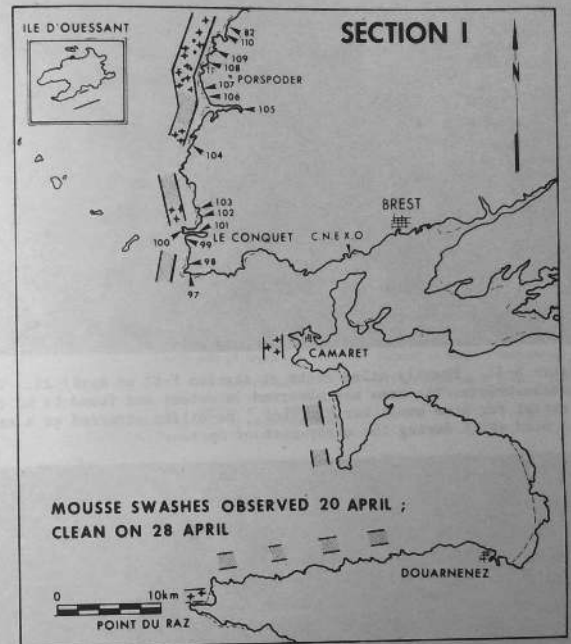 ILE D'OUESSANT
SECTION I
N
82
110
109
108
PORSPODER
107
106
105
104
103
102
101
100
LE CONQUET
99
98
97
C.N.E.X.O
BREST
CAMARET
MOUSSE SWASHES OBSERVED 20 APRIL ;
CLEAN ON 28 APRIL
DOUARNENEZ
10km
POINT DU RAZ